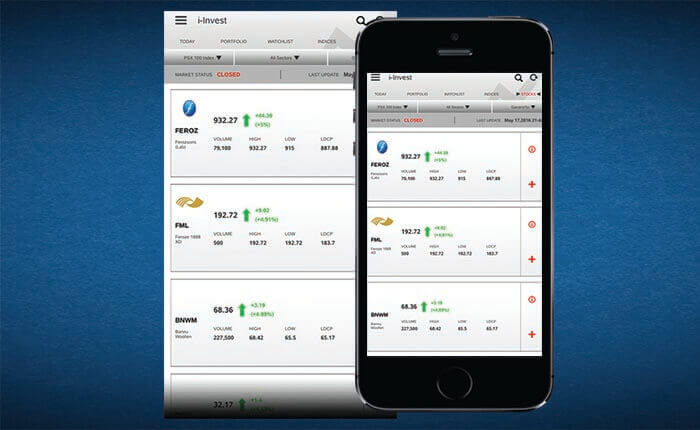 i-Invest
TODAY PORTFOLIO WATCHLIST INDICES
PSX 100 Index ▼ All Sectors ▼
MARKET STATUS CLOSED LAST UPDATE May
932.27 +44.39
(+5%)
FEROZ
Ferozsons
(Lab)
VOLUME HIGH LOW LDCP
79,100 932.27 915 887.88
192.72 +9.02
(+4.91%)
FML
Feroze 1888
XD
VOLUME HIGH LOW LDCP
500 192.72 192.72 183.7
68.36 +3.19
(+4.89%)
BNWM
Bannu
Woollen
VOLUME HIGH LOW LDCP
227,500 68.42 65.5 65.17
32.17
i-Invest
TODAY PORTFOLIO WATCHLIST INDICES ▶ STOCKS ◀
PSX 100 Index ▼ All Sectors ▼ Gainers(%) ▼
MARKET STATUS CLOSED LAST UPDATE May 17,2016 21:4
932.27 +44.39
(+5%)
FEROZ
Ferozsons
(Lab)
VOLUME HIGH LOW LDCP
79,100 932.27 915 887.88
192.72 +9.02
(+4.91%)
FML
Feroze 1888
XD
VOLUME HIGH LOW LDCP
500 192.72 192.72 183.7
68.36 +3.19
(+4.89%)
BNWM
Bannu
Woollen
VOLUME HIGH LOW LDCP
227,500 68.42 65.5 65.17